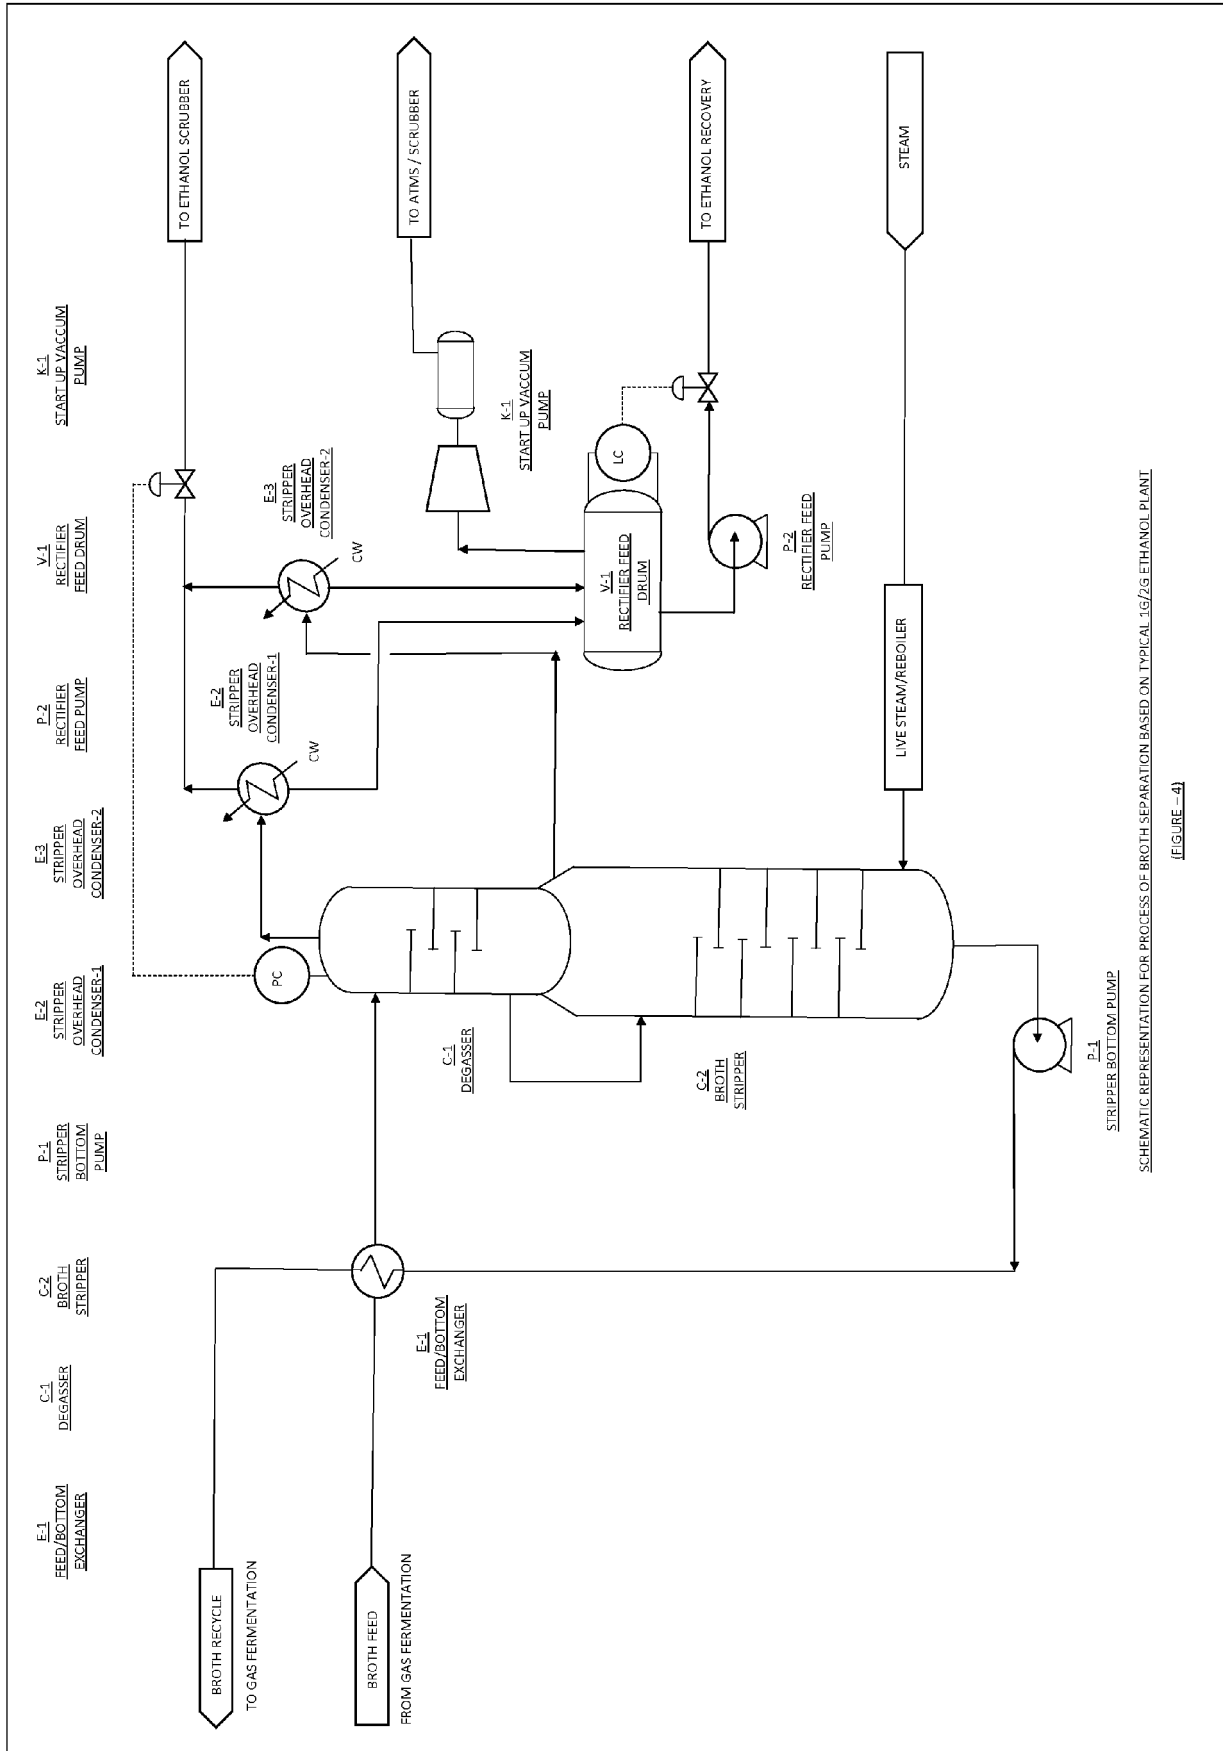 E-1
FEED/BOTTOM
EXCHANGER
C-1
DEGASSER
C-2
BROTH
STRIPPER
P-1
STRIPPER
BOTTOM
PUMP
E-2
STRIPPER
OVERHEAD
CONDENSER-1
E-3
STRIPPER
OVERHEAD
CONDENSER-2
P-2
RECTIFIER
FEED PUMP
V-1
RECTIFIER
FEED DRUM
K-1
START UP VACCUM
PUMP
TO ETHANOL SCRUBBER
BROTH RECYCLE
TO GAS FERMENTATION
PC
CW
E-2
STRIPPER
OVERHEAD
CONDENSER-1
CW
E-3
STRIPPER
OVERHEAD
CONDENSER-2
BROTH FEED
FROM GAS FERMENTATION
TO ATMS / SCRUBBER
E-1
FEED/BOTTOM
EXCHANGER
C-1
DEGASSER
K-1
START UP VACCUM
PUMP
V-1
RECTIFIER FEED
DRUM
LC
TO ETHANOL RECOVERY
C-2
BROTH
STRIPPER
P-2
RECTIFIER FEED
PUMP
LIVE STEAM/REBOILER
STEAM
P-1
STRIPPER BOTTOM PUMP
SCHEMATIC REPRESENTATION FOR PROCESS OF BROTH SEPARATION BASED ON TYPICAL 1G/2G ETHANOL PLANT
(FIGURE – 4)